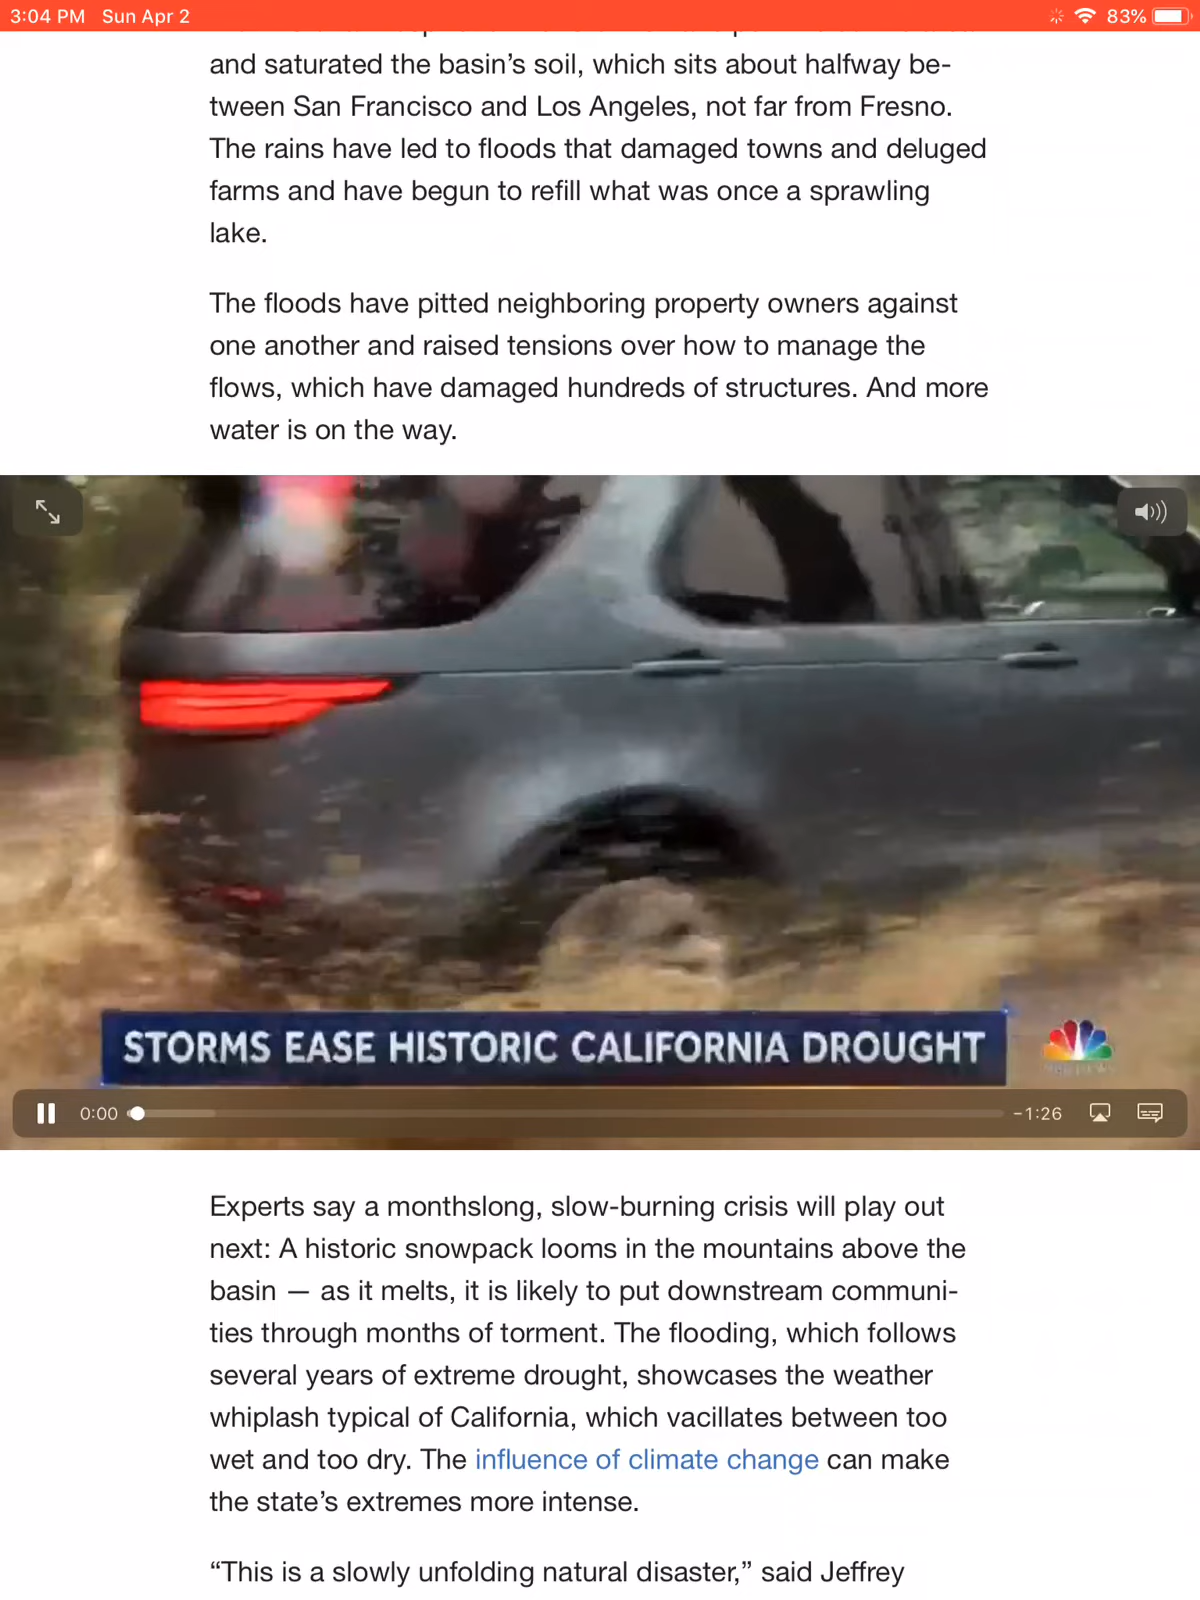 3:04 PM Sun Apr 2
83%
and saturated the basin’s soil, which sits about halfway be-
tween San Francisco and Los Angeles, not far from Fresno.
The rains have led to floods that damaged towns and deluged
farms and have begun to refill what was once a sprawling
lake.
The floods have pitted neighboring property owners against
one another and raised tensions over how to manage the
flows, which have damaged hundreds of structures. And more
water is on the way.
STORMS EASE HISTORIC CALIFORNIA DROUGHT
0:00
−1:26
Experts say a monthslong, slow-burning crisis will play out
next: A historic snowpack looms in the mountains above the
basin — as it melts, it is likely to put downstream communi-
ties through months of torment. The flooding, which follows
several years of extreme drought, showcases the weather
whiplash typical of California, which vacillates between too
wet and too dry. The influence of climate change can make
the state’s extremes more intense.
“This is a slowly unfolding natural disaster,” said Jeffrey